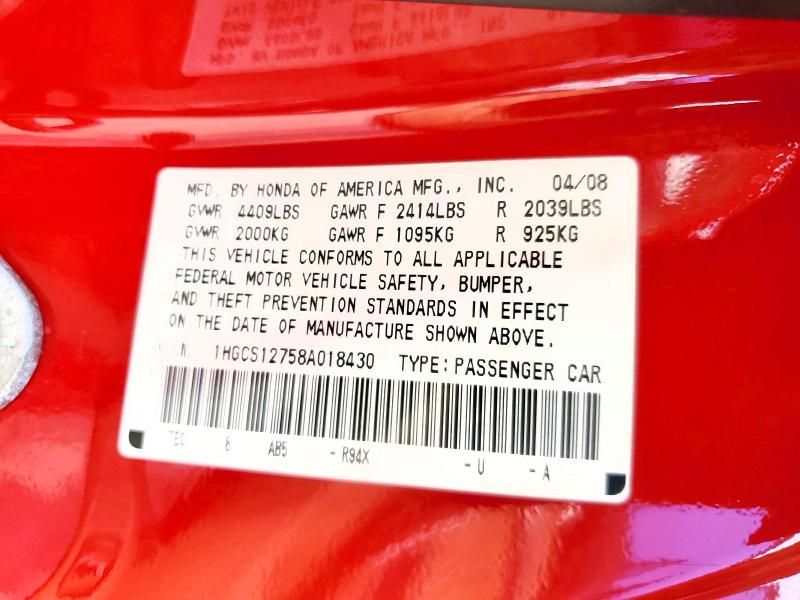 MFD. BY HONDA OF AMERICA MFG., INC. 04/08
GVWR 4409LBS GAWR F 2414LBS R 2039LBS
GVWR 2000KG GAWR F 1095KG R 925KG
THIS VEHICLE CONFORMS TO ALL APPLICABLE
FEDERAL MOTOR VEHICLE SAFETY, BUMPER,
AND THEFT PREVENTION STANDARDS IN EFFECT
ON THE DATE OF MANUFACTURE SHOWN ABOVE.
1HGCS12758A018430 TYPE: PASSENGER CAR
8 AB5 - R94X - U - A